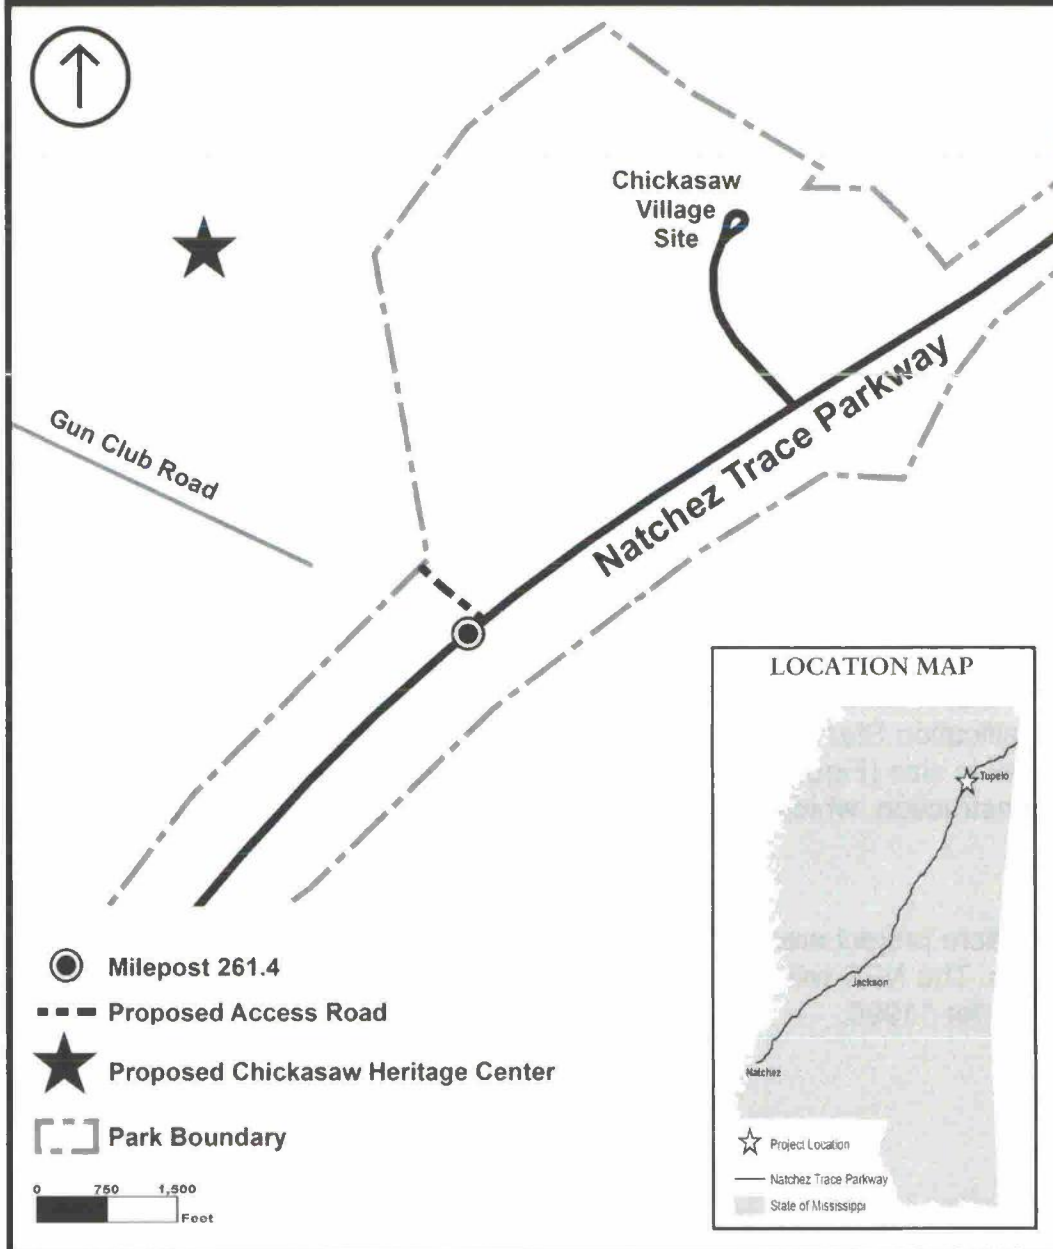 Chickasaw
Village
Site
Gun Club Road
Natchez Trace Parkway
Milepost 261.4
Proposed Access Road
Proposed Chickasaw Heritage Center
Park Boundary
0 750 1,500
Feet
LOCATION MAP
Tupelo
Jackson
Natchez
Project Location
Natchez Trace Parkway
State of Mississippi